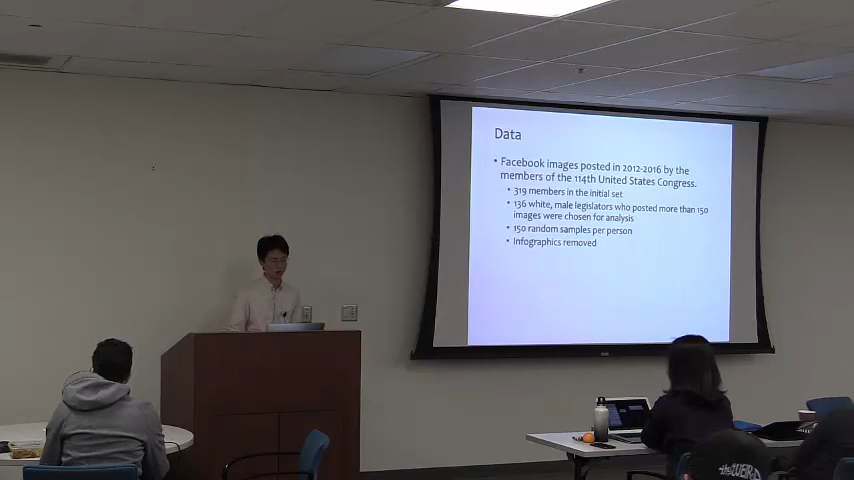 Data
• Facebook images posted in 2012-2016 by the
members of the 114th United States Congress.
• 319 members in the initial set
• 136 white, male legislators who posted more than 150
images were chosen for analysis
• 150 random samples per person
• Infographics removed
the WEIRD